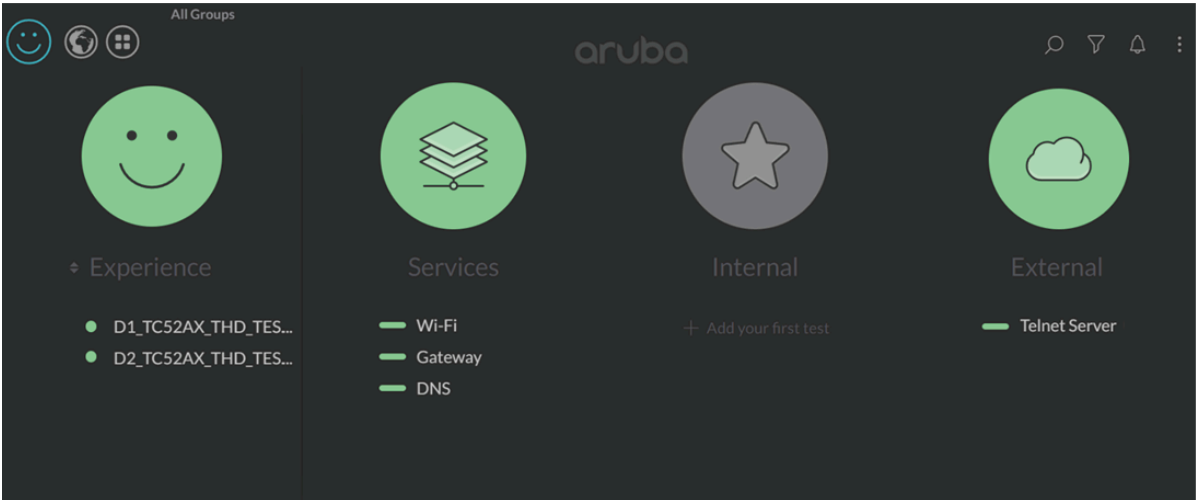 All Groups
aruba
Experience
D1_TC52AX_THD_TES...
D2_TC52AX_THD_TES...
Services
Wi-Fi
Gateway
DNS
Internal
+ Add your first test
External
Telnet Server